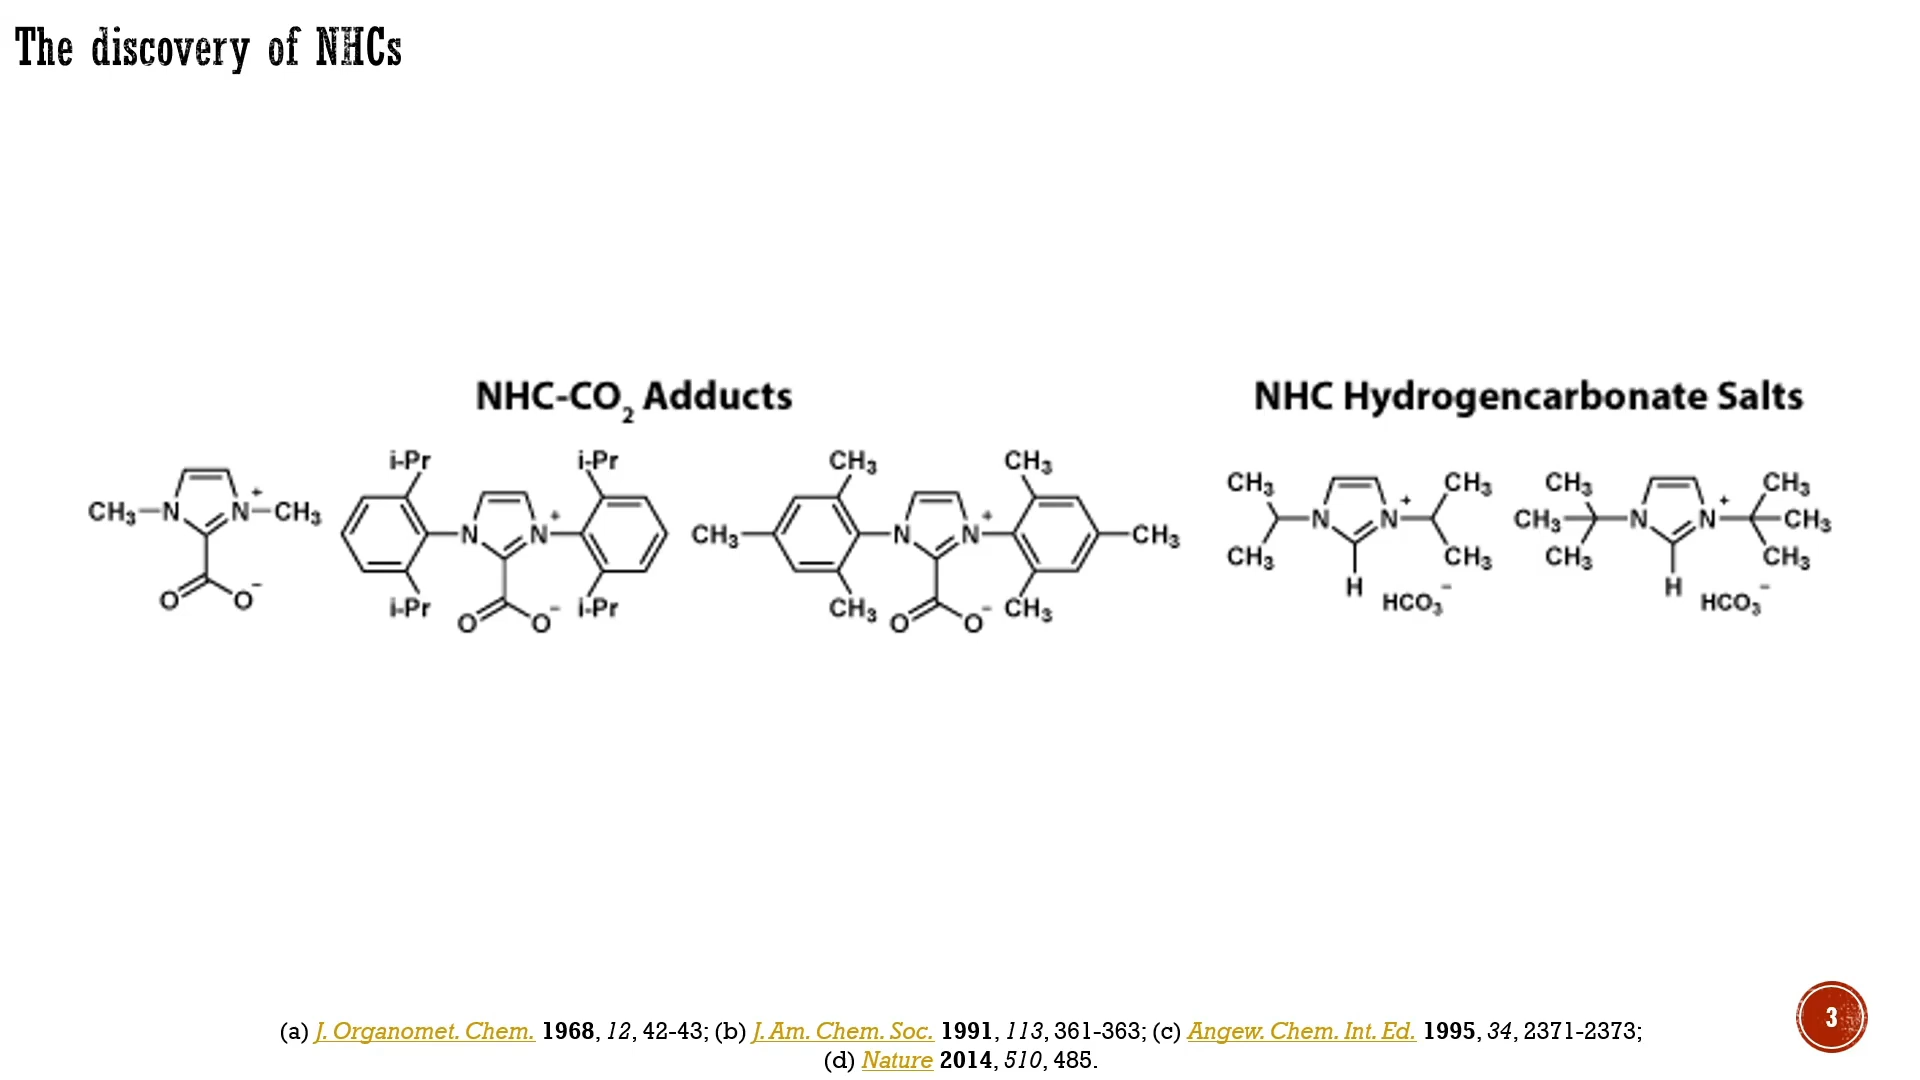 The discovery of NHCs
NHC-CO₂ Adducts
NHC Hydrogencarbonate Salts
CH₃ N N + CH₃ O O⁻
i-Pr i-Pr N N + i-Pr i-Pr O O⁻
CH₃ CH₃ CH₃ N N + CH₃ CH₃ CH₃ O O⁻
CH₃ CH₃ N N + CH₃ CH₃ H HCO₃⁻
CH₃ CH₃ CH₃ N N + CH₃ CH₃ CH₃ H HCO₃⁻
(a) J. Organomet. Chem. 1968, 12, 42-43; (b) J. Am. Chem. Soc. 1991, 113, 361-363; (c) Angew. Chem. Int. Ed. 1995, 34, 2371-2373;
(d) Nature 2014, 510, 485.
3